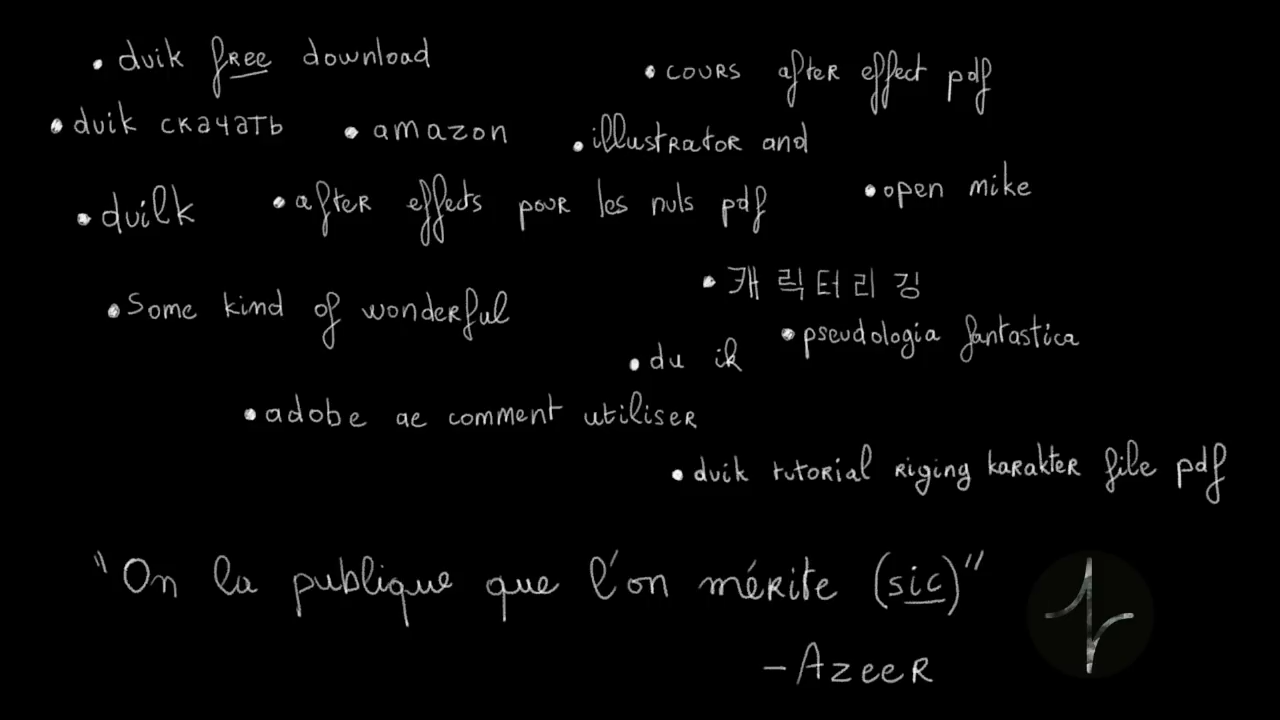 • duik free download
• cours after effect pdf
• duik скачать
• amazon
• illustrator and
• duilk
• after effects pour les nuls pdf
• open mike
• 캐릭터리깅
• Some kind of wonderful
• pseudologia fantastica
• du ik
• adobe ae comment utiliser
• duik tutorial riging karakter file pdf
"On la publique que l'on mérite (sic)"
- Azeer